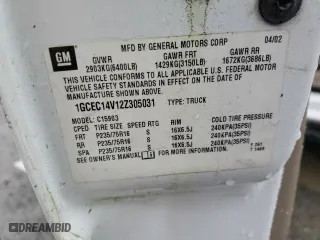 GM
MFD BY GENERAL MOTORS CORP 04/02
GVWR GAWR FRT GAWR RR
2903KG(6400LB) 1429KG(3150LB) 1672KG(3686LB)
THIS VEHICLE CONFORMS TO ALL APPLICABLE U.S. FEDERAL
MOTOR VEHICLE SAFETY STANDARDS IN EFFECT ON THE DATE
OF MANUFACTURE SHOWN ABOVE.
1GCEC14V12Z305031 TYPE: TRUCK
MODEL: C15903
CPED TIRE SIZE SPEED RTG RIM COLD TIRE PRESSURE
FRT P235/75R16 S 16X6.5J 240KPA(35PSI)
RR P235/75R16 S 16X6.5J 240KPA(35PSI)
SPA P235/75R16 S 16X6.5J 240KPA(35PSI)
SEE OWNER'S MANUAL FOR MORE INFORMATION
AUTOBIDMASTER